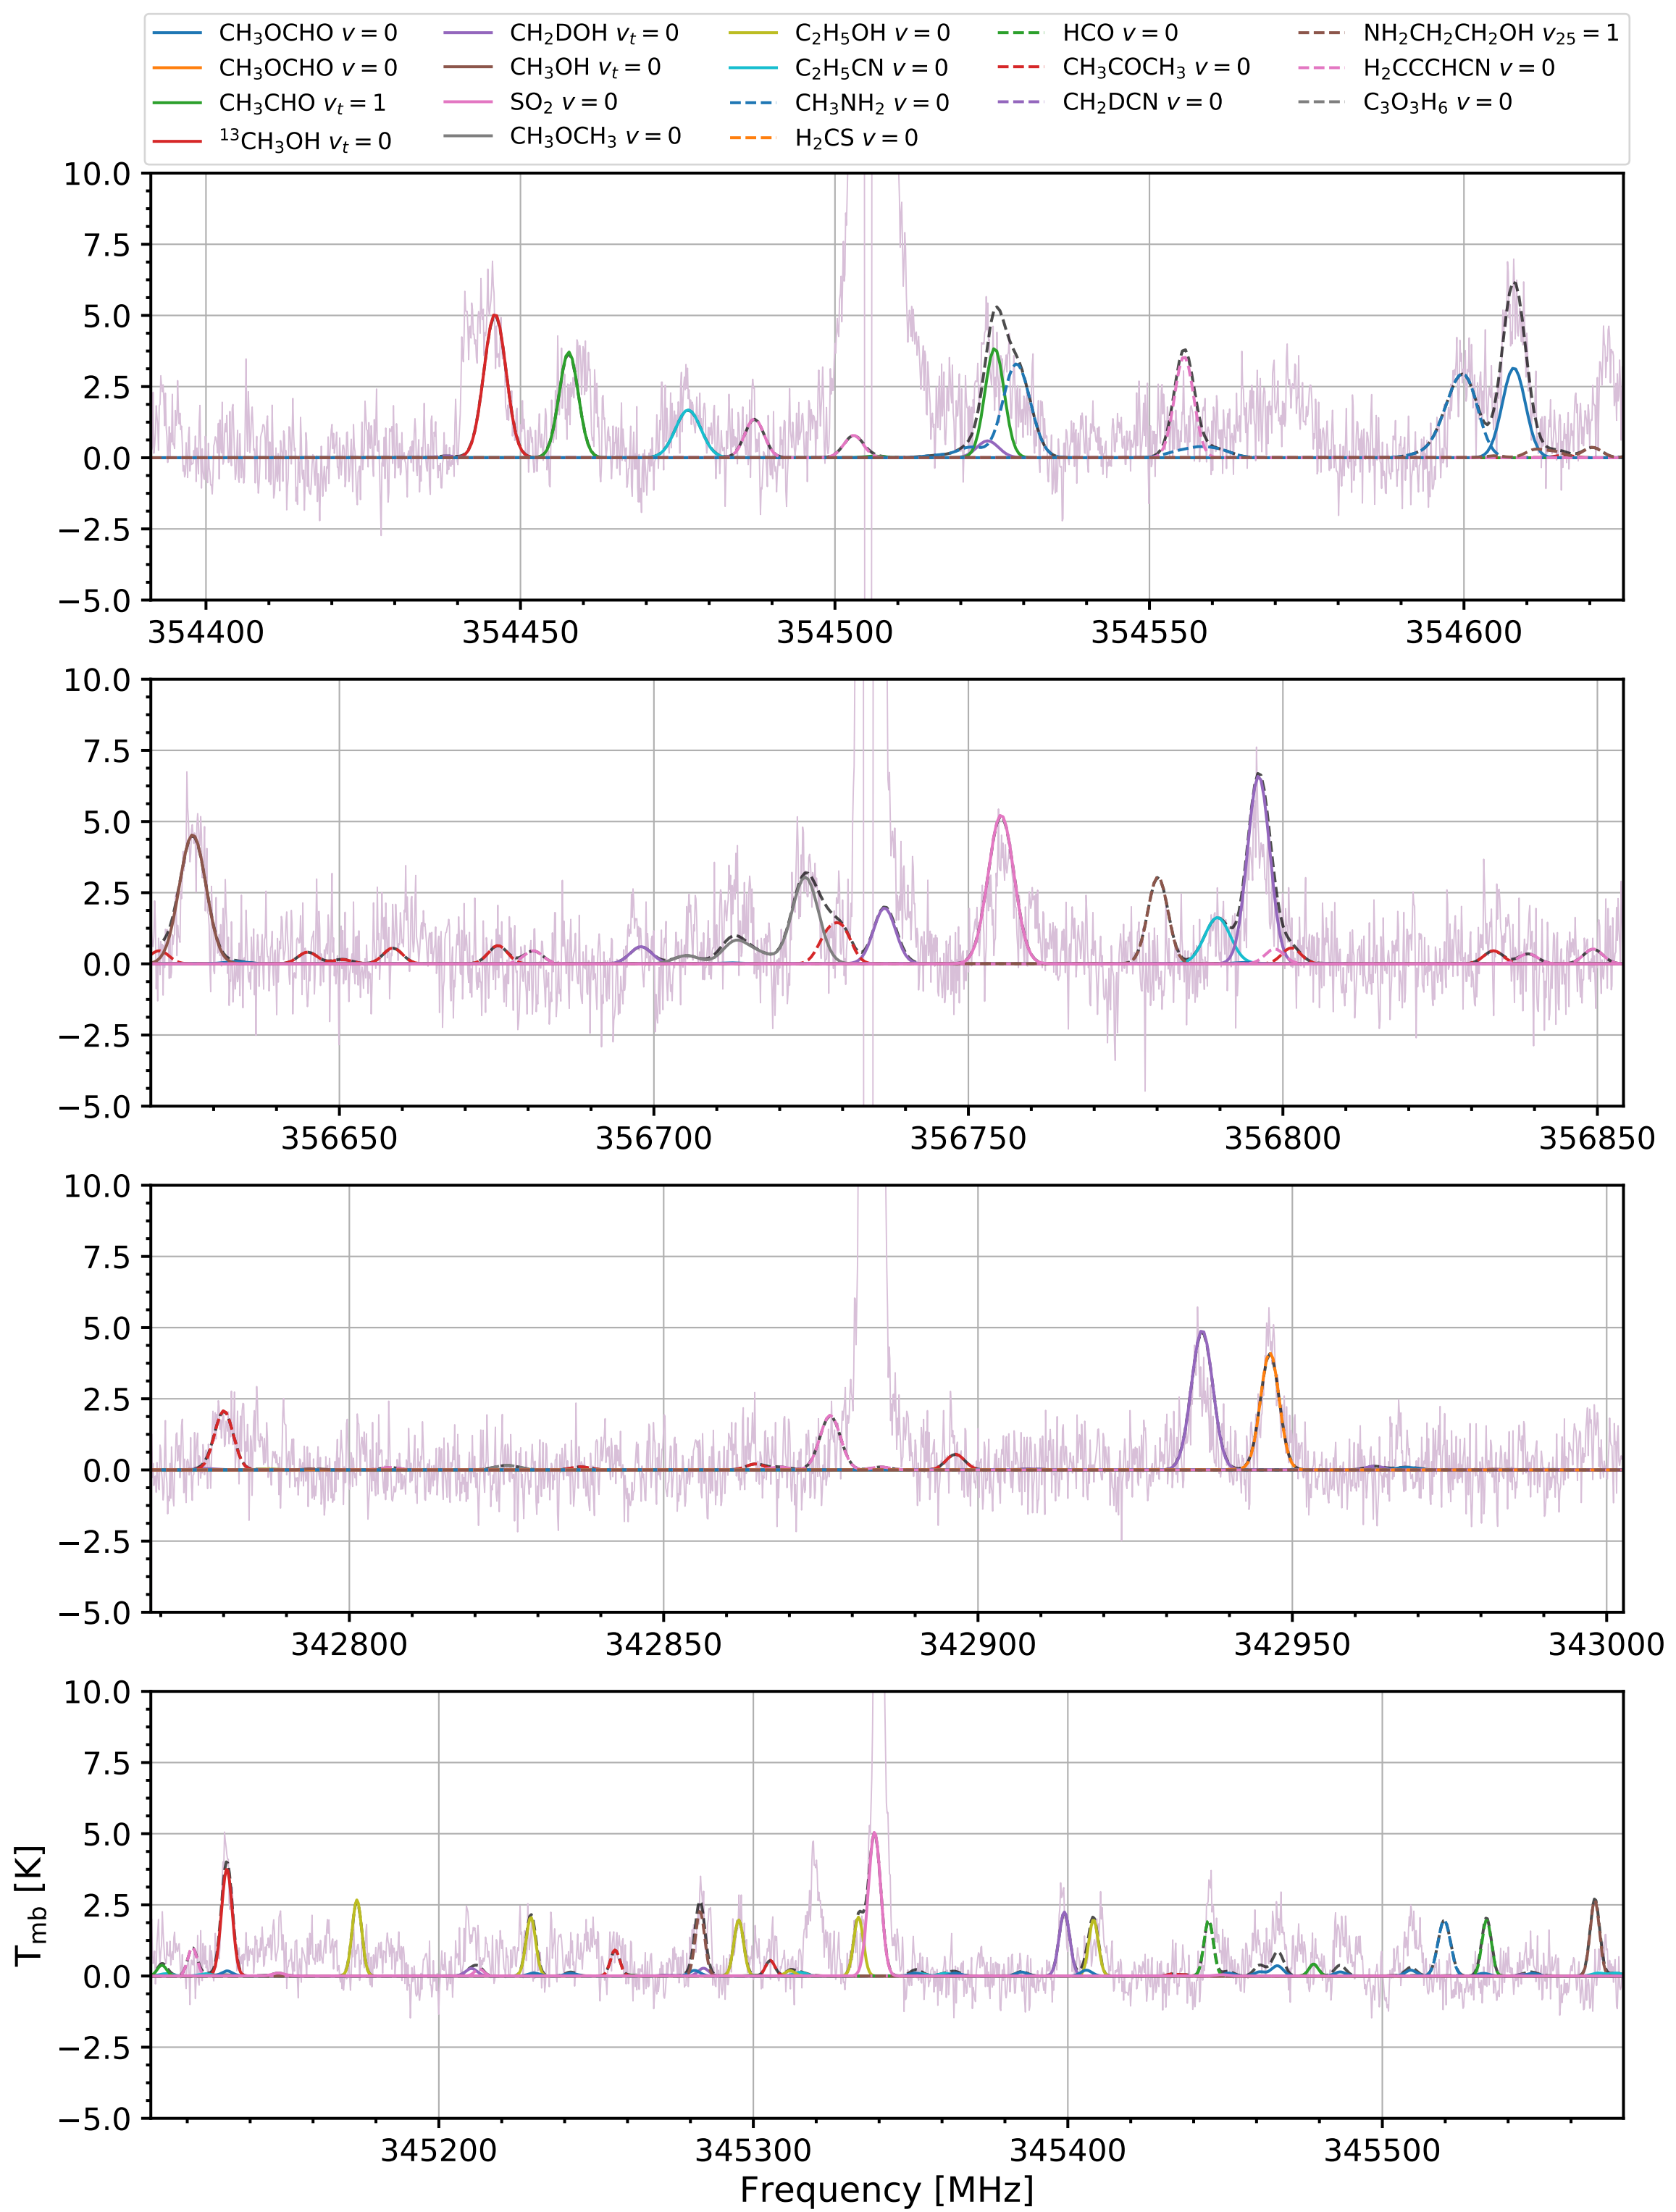 CH₃OCHO v = 0 CH₂DOH vₜ = 0 C₂H₅OH v = 0 HCO v = 0 NH₂CH₂CH₂OH v₂₅ = 1
CH₃OCHO v = 0 CH₃OH vₜ = 0 C₂H₅CN v = 0 CH₃COCH₃ v = 0 H₂CCCHCN v = 0
CH₃CHO vₜ = 1 SO₂ v = 0 CH₃NH₂ v = 0 CH₂DCN v = 0 C₃O₃H₆ v = 0
¹³CH₃OH vₜ = 0 CH₃OCH₃ v = 0 H₂CS v = 0
10.0
7.5
5.0
2.5
0.0
−2.5
−5.0
354400 354450 354500 354550 354600
10.0
7.5
5.0
2.5
0.0
−2.5
−5.0
356650 356700 356750 356800 356850
10.0
7.5
5.0
2.5
0.0
−2.5
−5.0
342800 342850 342900 342950 343000
10.0
7.5
5.0
2.5
0.0
−2.5
−5.0
345200 345300 345400 345500
T_mb [K]
Frequency [MHz]